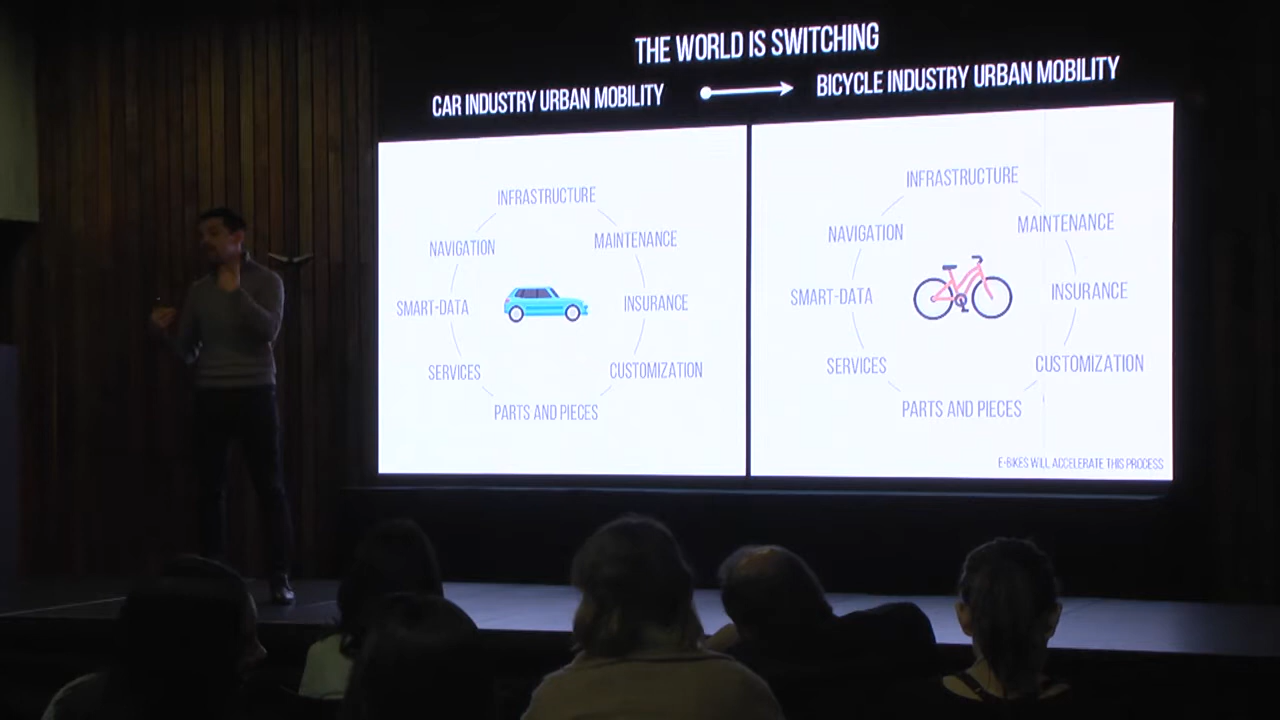 THE WORLD IS SWITCHING
CAR INDUSTRY URBAN MOBILITY
BICYCLE INDUSTRY URBAN MOBILITY
INFRASTRUCTURE
NAVIGATION
MAINTENANCE
SMART-DATA
INSURANCE
SERVICES
CUSTOMIZATION
PARTS AND PIECES
INFRASTRUCTURE
NAVIGATION
MAINTENANCE
SMART-DATA
INSURANCE
SERVICES
CUSTOMIZATION
PARTS AND PIECES
E-BIKES WILL ACCELERATE THIS PROCESS